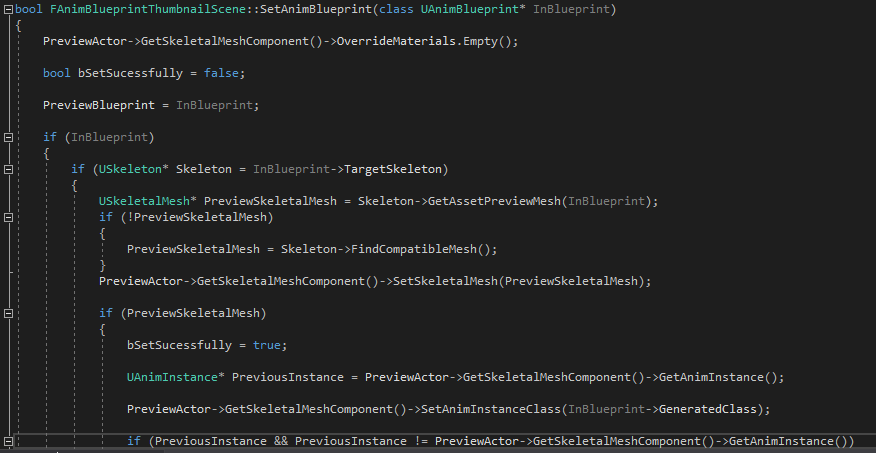 bool FAnimBlueprintThumbnailScene::SetAnimBlueprint(class UAnimBlueprint* InBlueprint)
{
PreviewActor->GetSkeletalMeshComponent()->OverrideMaterials.Empty();
bool bSetSucessfully = false;
PreviewBlueprint = InBlueprint;
if (InBlueprint)
{
if (USkeleton* Skeleton = InBlueprint->TargetSkeleton)
{
USkeletalMesh* PreviewSkeletalMesh = Skeleton->GetAssetPreviewMesh(InBlueprint);
if (!PreviewSkeletalMesh)
{
PreviewSkeletalMesh = Skeleton->FindCompatibleMesh();
}
PreviewActor->GetSkeletalMeshComponent()->SetSkeletalMesh(PreviewSkeletalMesh);
if (PreviewSkeletalMesh)
{
bSetSucessfully = true;
UAnimInstance* PreviousInstance = PreviewActor->GetSkeletalMeshComponent()->GetAnimInstance();
PreviewActor->GetSkeletalMeshComponent()->SetAnimInstanceClass(InBlueprint->GeneratedClass);
if (PreviousInstance && PreviousInstance != PreviewActor->GetSkeletalMeshComponent()->GetAnimInstance())